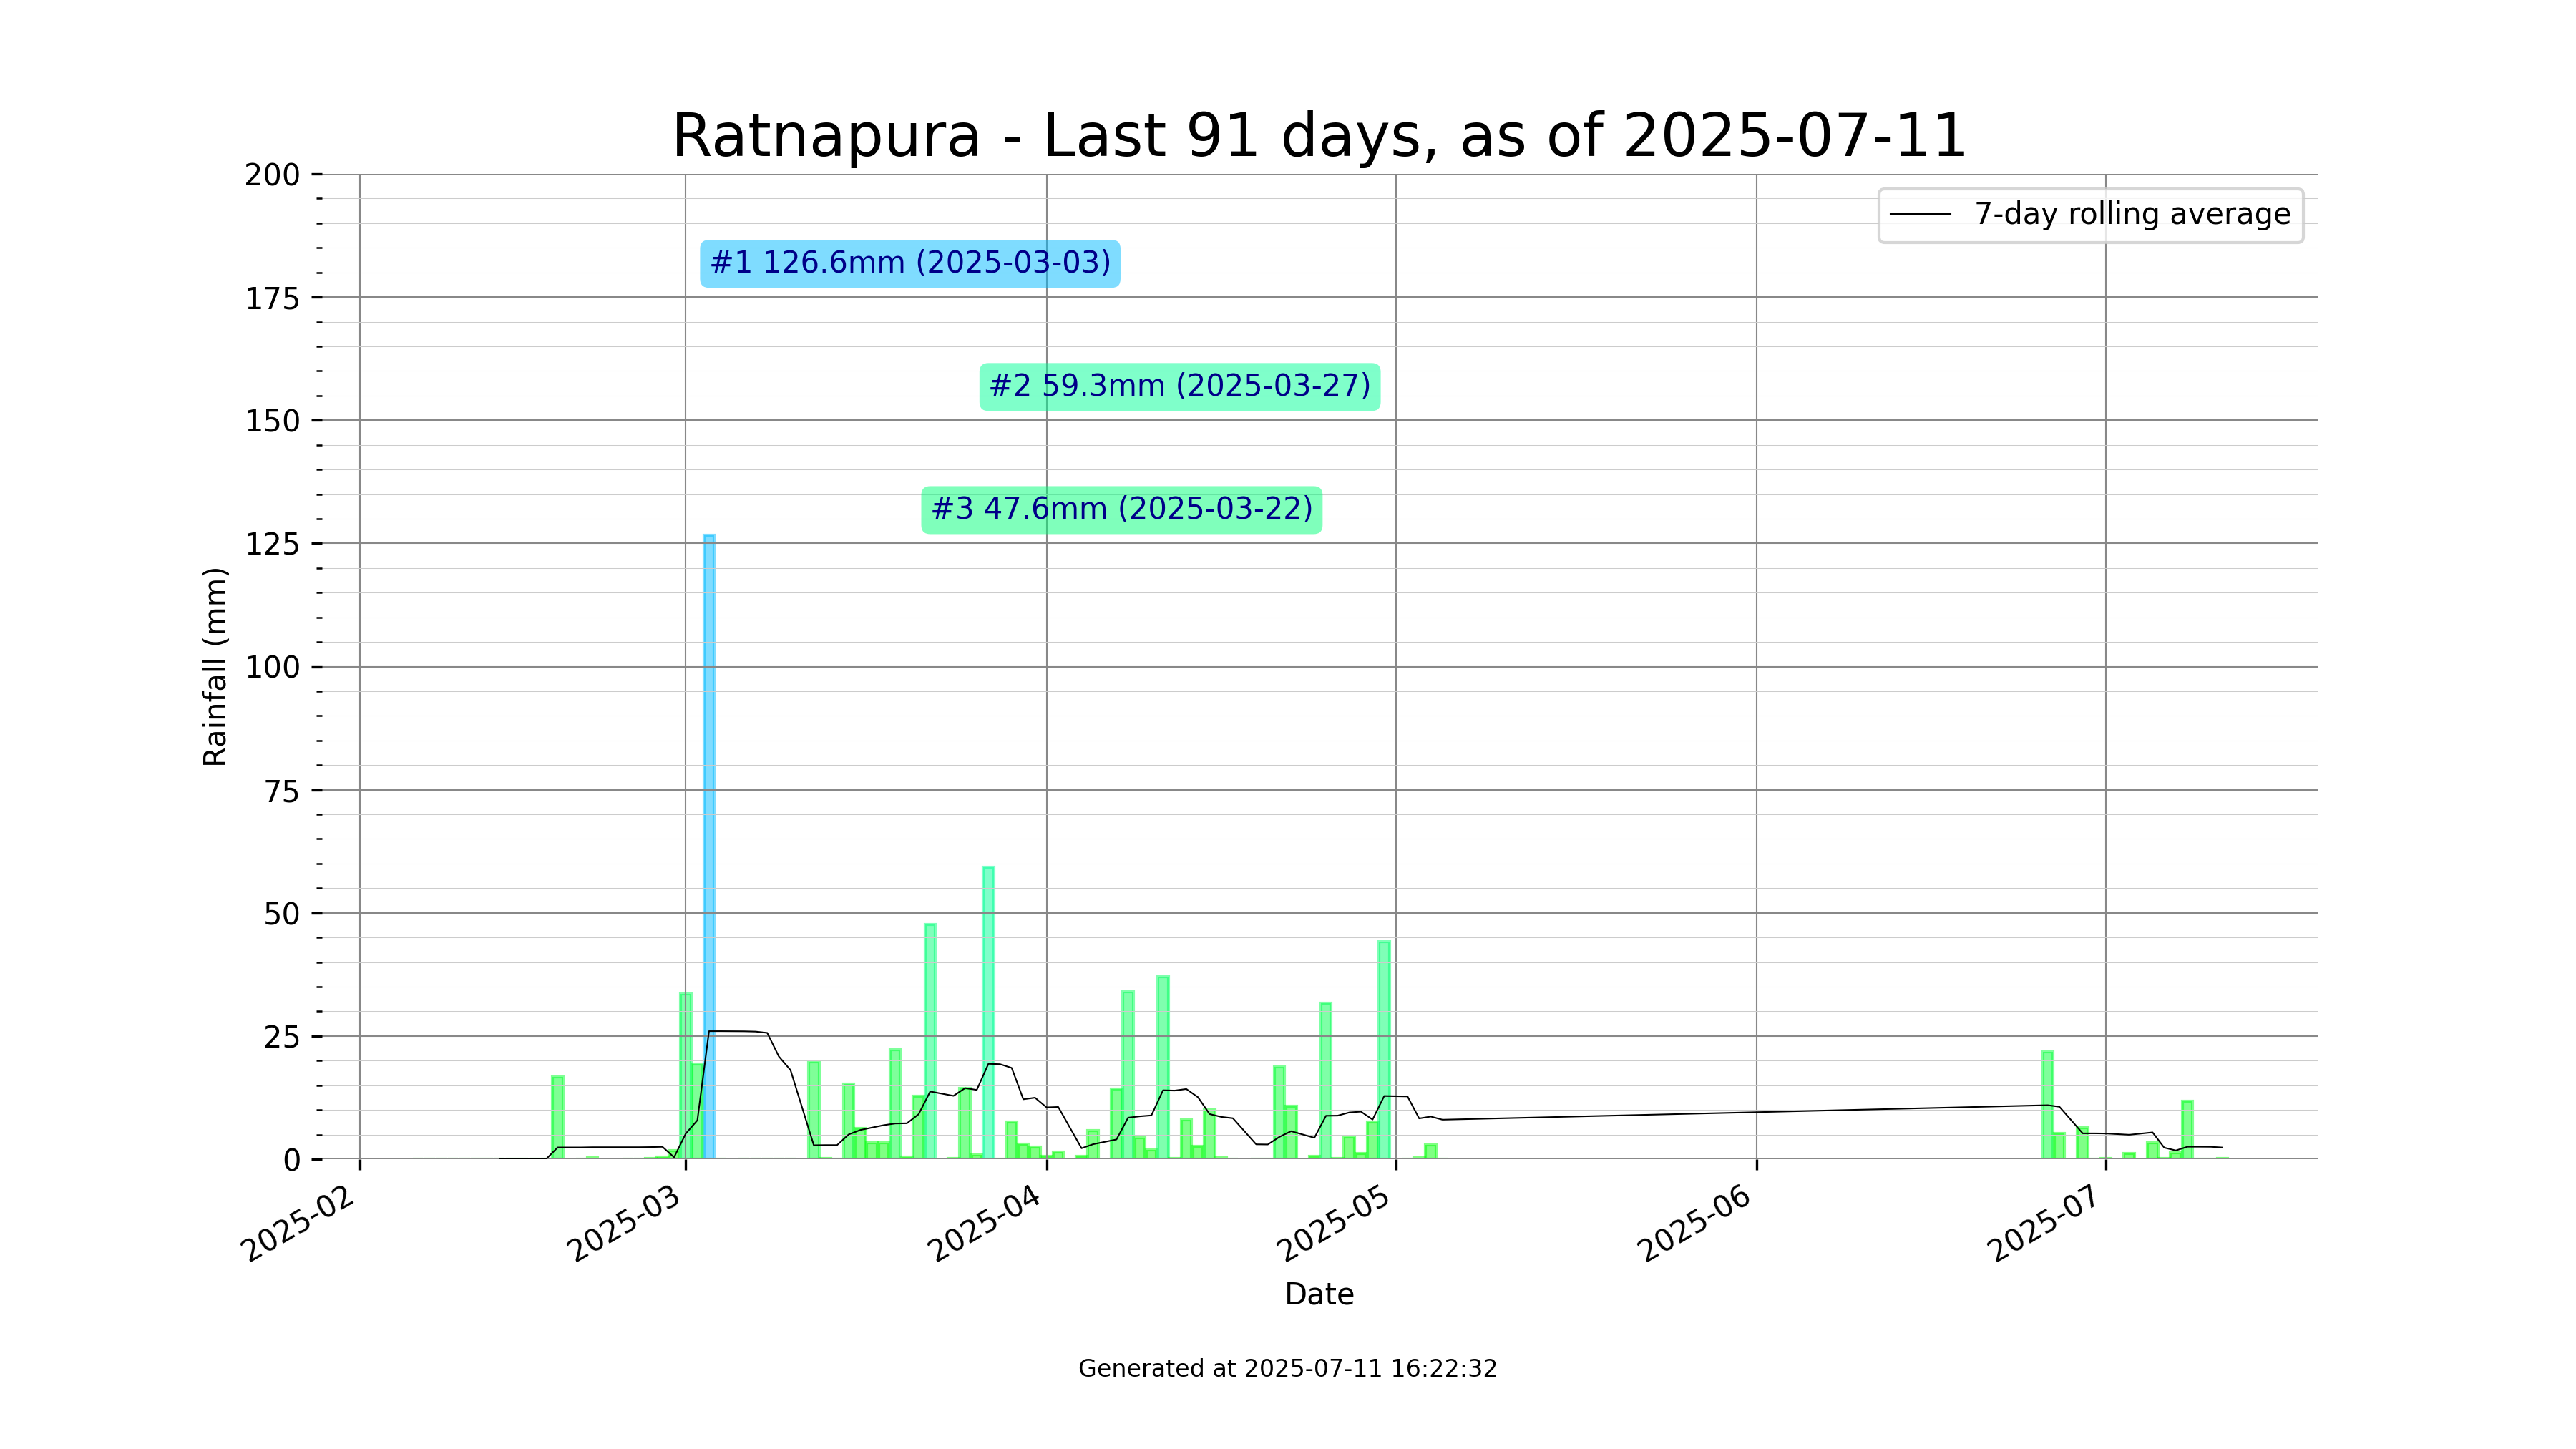 Ratnapura - Last 91 days, as of 2025-07-11
7-day rolling average
#1 126.6mm (2025-03-03)
#2 59.3mm (2025-03-27)
#3 47.6mm (2025-03-22)
200
175
150
125
100
75
50
25
0
Rainfall (mm)
2025-02
2025-03
2025-04
2025-05
2025-06
2025-07
Date
Generated at 2025-07-11 16:22:32